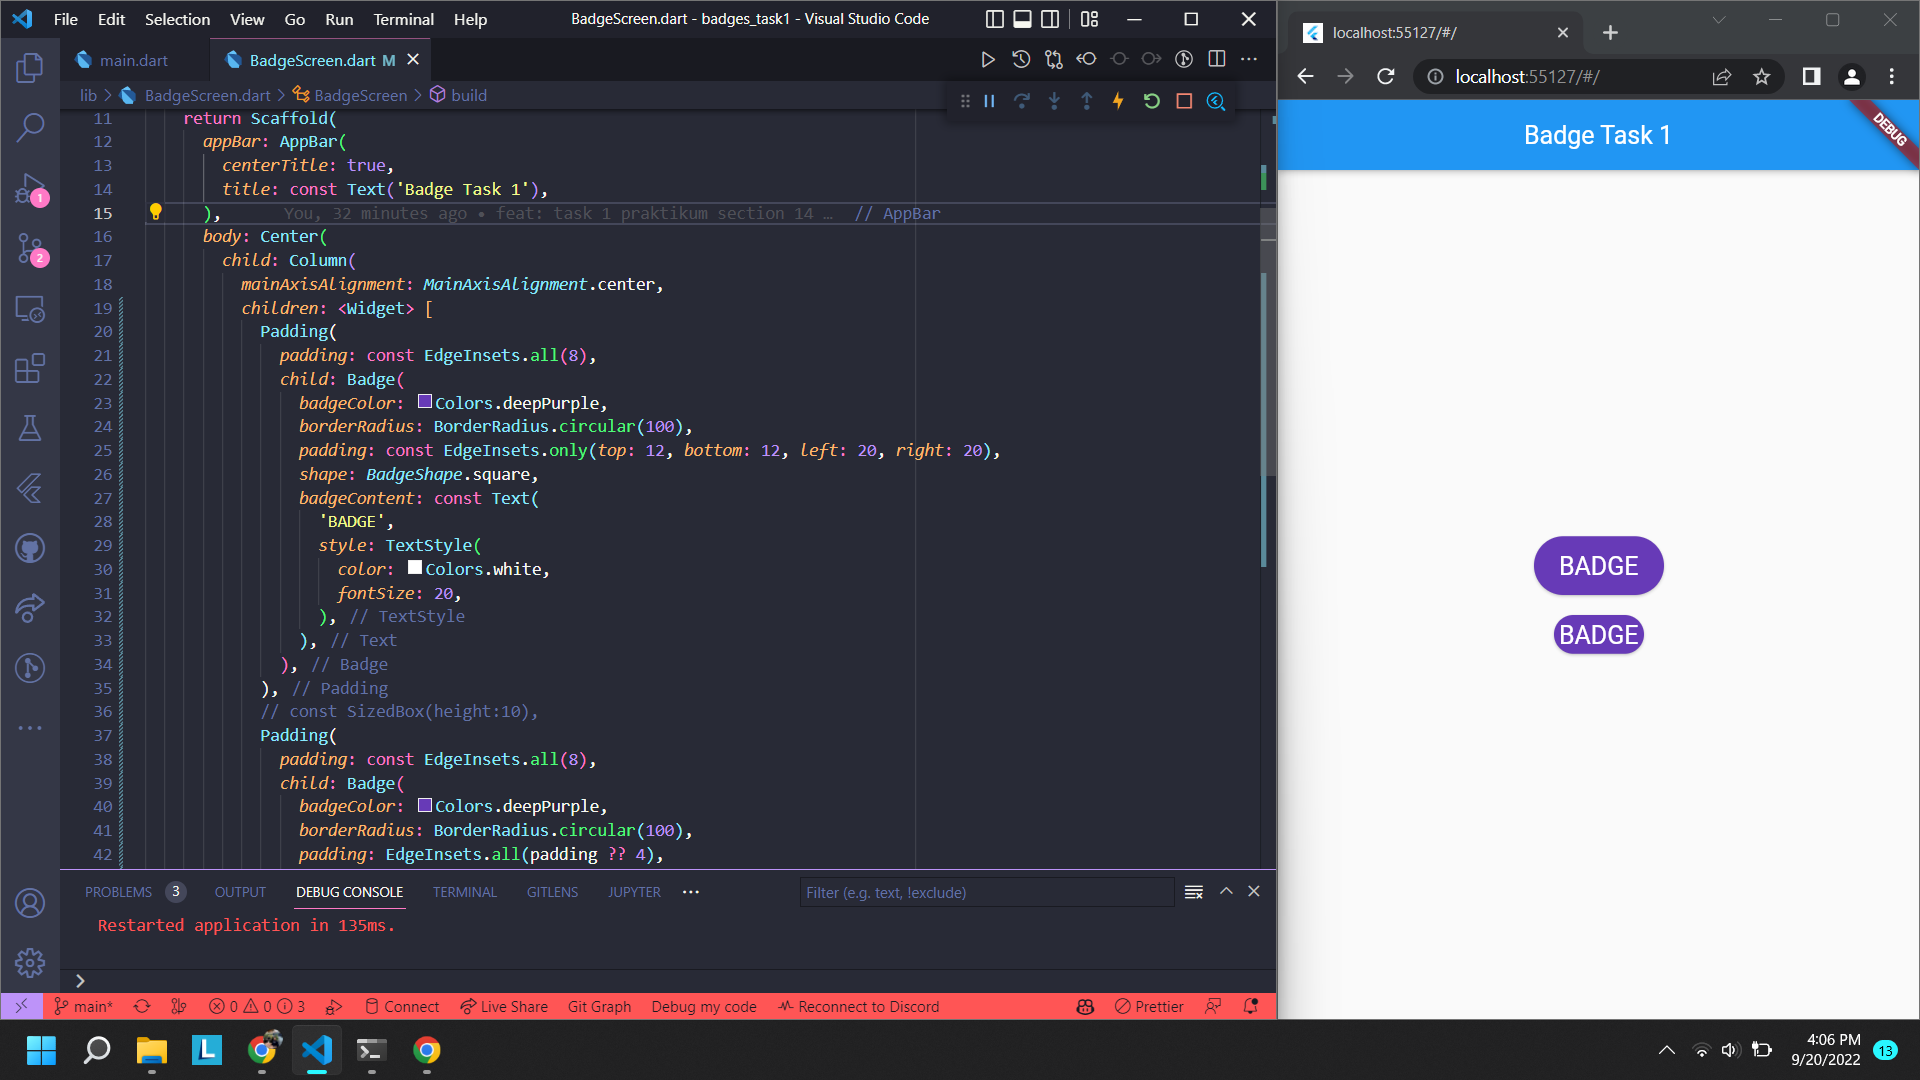 File Edit Selection View Go Run Terminal Help
BadgeScreen.dart - badges_task1 - Visual Studio Code
main.dart
BadgeScreen.dart M
lib > BadgeScreen.dart > BadgeScreen > build
11 return Scaffold(
12 appBar: AppBar(
13 centerTitle: true,
14 title: const Text('Badge Task 1'),
15 ), You, 32 minutes ago • feat: task 1 praktikum section 14 … // AppBar
16 body: Center(
17 child: Column(
18 mainAxisAlignment: MainAxisAlignment.center,
19 children: <Widget> [
20 Padding(
21 padding: const EdgeInsets.all(8),
22 child: Badge(
23 badgeColor: Colors.deepPurple,
24 borderRadius: BorderRadius.circular(100),
25 padding: const EdgeInsets.only(top: 12, bottom: 12, left: 20, right: 20),
26 shape: BadgeShape.square,
27 badgeContent: const Text(
28 'BADGE',
29 style: TextStyle(
30 color: Colors.white,
31 fontSize: 20,
32 ), // TextStyle
33 ), // Text
34 ), // Badge
35 ), // Padding
36 // const SizedBox(height:10),
37 Padding(
38 padding: const EdgeInsets.all(8),
39 child: Badge(
40 badgeColor: Colors.deepPurple,
41 borderRadius: BorderRadius.circular(100),
42 padding: EdgeInsets.all(padding ?? 4),
1
2
PROBLEMS 3 OUTPUT DEBUG CONSOLE TERMINAL GITLENS JUPYTER
Filter (e.g. text, !exclude)
Restarted application in 135ms.
main* 0 0 3 Connect Live Share Git Graph Debug my code Reconnect to Discord Prettier
localhost:55127/#/
localhost:55127/#/
Badge Task 1
DEBUG
BADGE
BADGE
L
4:06 PM
9/20/2022
13